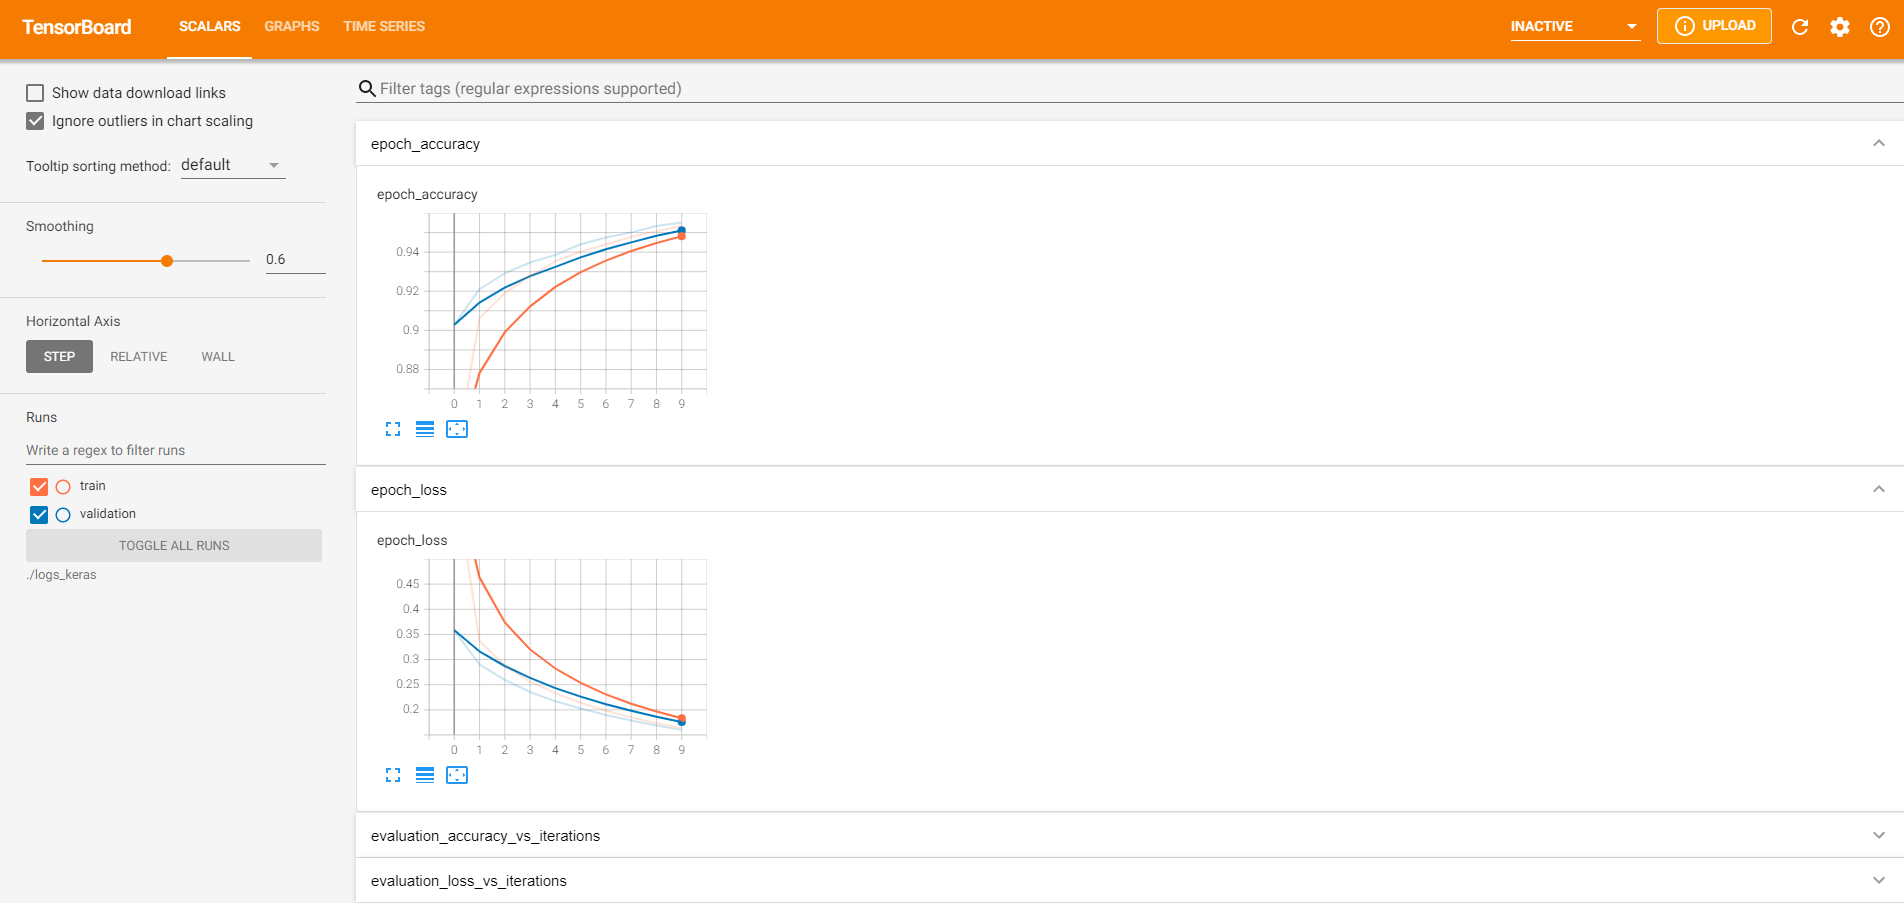 TensorBoard SCALARS GRAPHS TIME SERIES INACTIVE UPLOAD
Show data download links
Ignore outliers in chart scaling
Tooltip sorting method: default
Smoothing
0.6
Horizontal Axis
STEP RELATIVE WALL
Runs
Write a regex to filter runs
train
validation
TOGGLE ALL RUNS
./logs_keras
Filter tags (regular expressions supported)
epoch_accuracy
epoch_accuracy
0.94
0.92
0.9
0.88
0 1 2 3 4 5 6 7 8 9
epoch_loss
epoch_loss
0.45
0.4
0.35
0.3
0.25
0.2
0 1 2 3 4 5 6 7 8 9
evaluation_accuracy_vs_iterations
evaluation_loss_vs_iterations